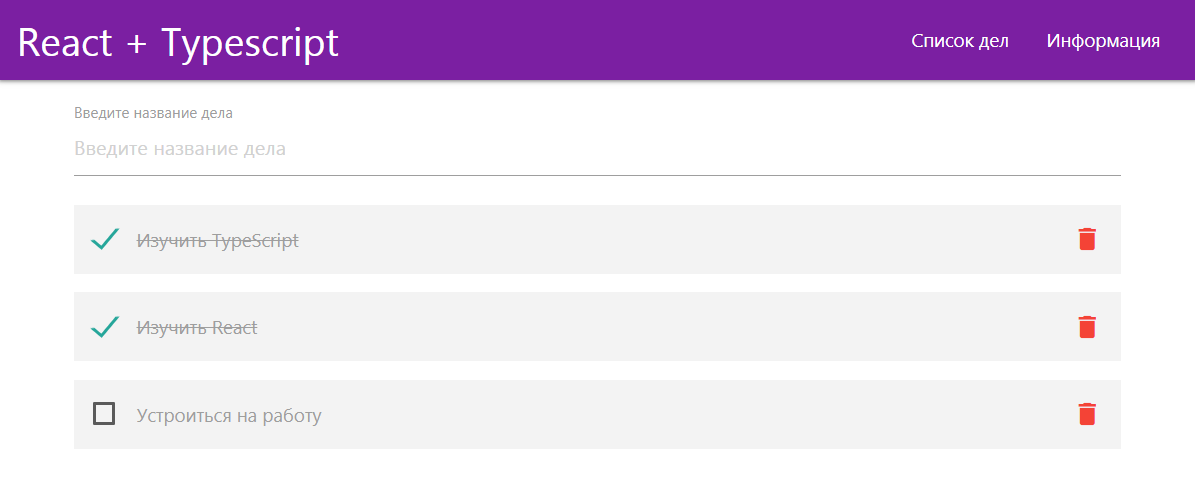 React + Typescript
Список дел
Информация
Введите название дела
Введите название дела
Изучить TypeScript
Изучить React
Устроиться на работу